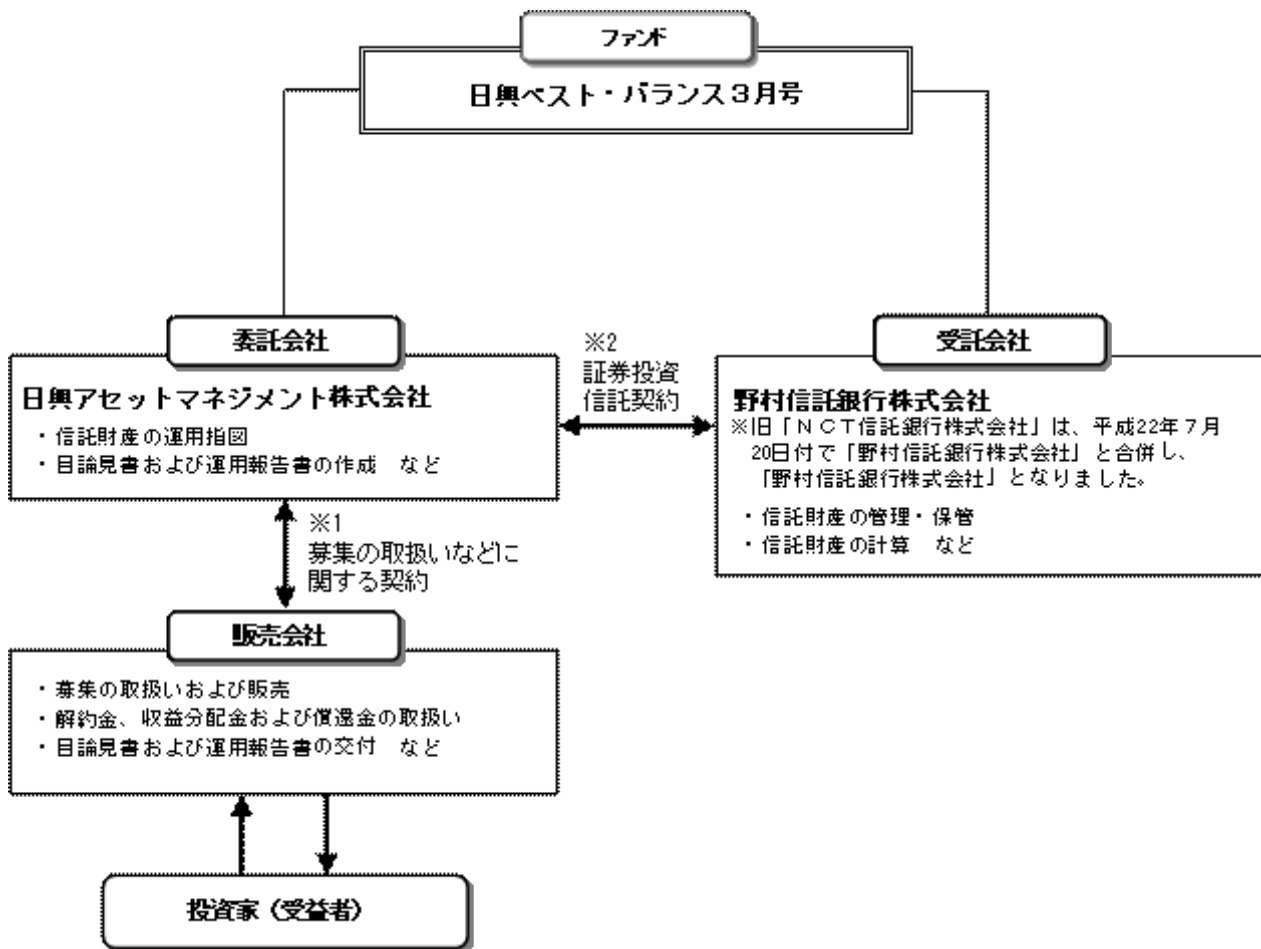 ファンド
日興ベスト・バランス３月号
委託会社
日興アセットマネジメント株式会社
・信託財産の運用指図
・目論見書および運用報告書の作成　など
※2
証券投資
信託契約
受託会社
野村信託銀行株式会社
※旧「ＮＣＴ信託銀行株式会社」は、平成22年７月
20日付で「野村信託銀行株式会社」と合併し、
「野村信託銀行株式会社」となりました。
・信託財産の管理・保管
・信託財産の計算　など
※1
募集の取扱いなどに
関する契約
販売会社
・募集の取扱いおよび販売
・解約金、収益分配金および償還金の取扱い
・目論見書および運用報告書の交付　など
投資家（受益者）